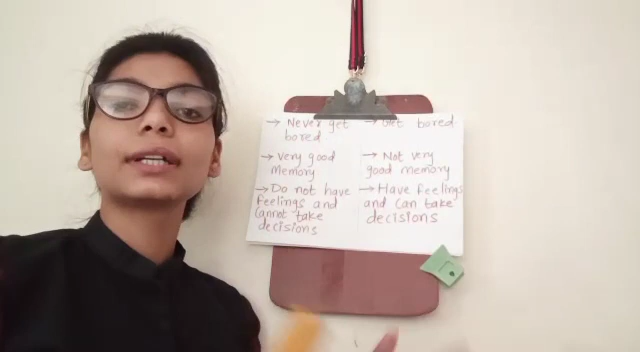 → Never get
bored
→ Very good
memory
→ Do not have
feelings and
Cannot take
decisions
→ Get bored
→ Not very
good memory
→ Have feelings
and Can take
decisions